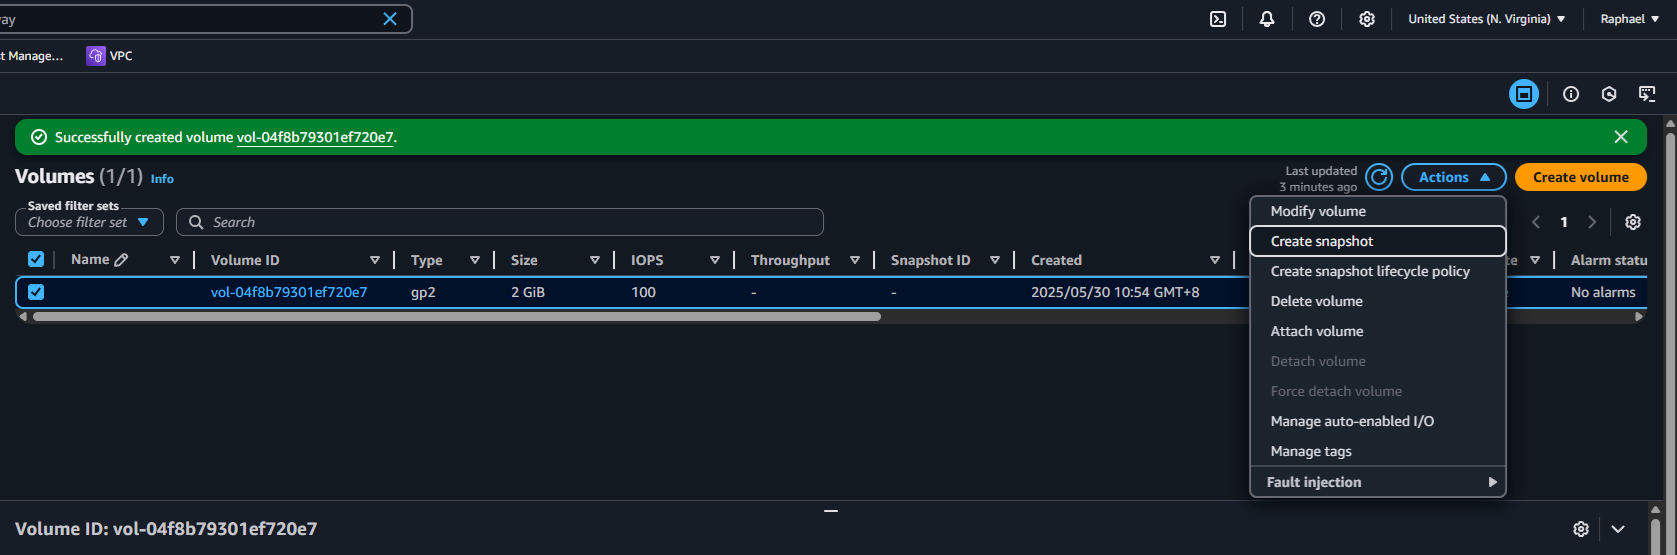 United States (N. Virginia)
Raphael
VPC
Successfully created volume vol-04f8b79301ef720e7.
Volumes (1/1) Info
Last updated
3 minutes ago
Actions
Create volume
Saved filter sets
Choose filter set
Search
1
Name
Volume ID
Type
Size
IOPS
Throughput
Snapshot ID
Created
Alarm statu
vol-04f8b79301ef720e7
gp2
2 GiB
100
-
-
2025/05/30 10:54 GMT+8
No alarms
Modify volume
Create snapshot
Create snapshot lifecycle policy
Delete volume
Attach volume
Detach volume
Force detach volume
Manage auto-enabled I/O
Manage tags
Fault injection
Volume ID: vol-04f8b79301ef720e7